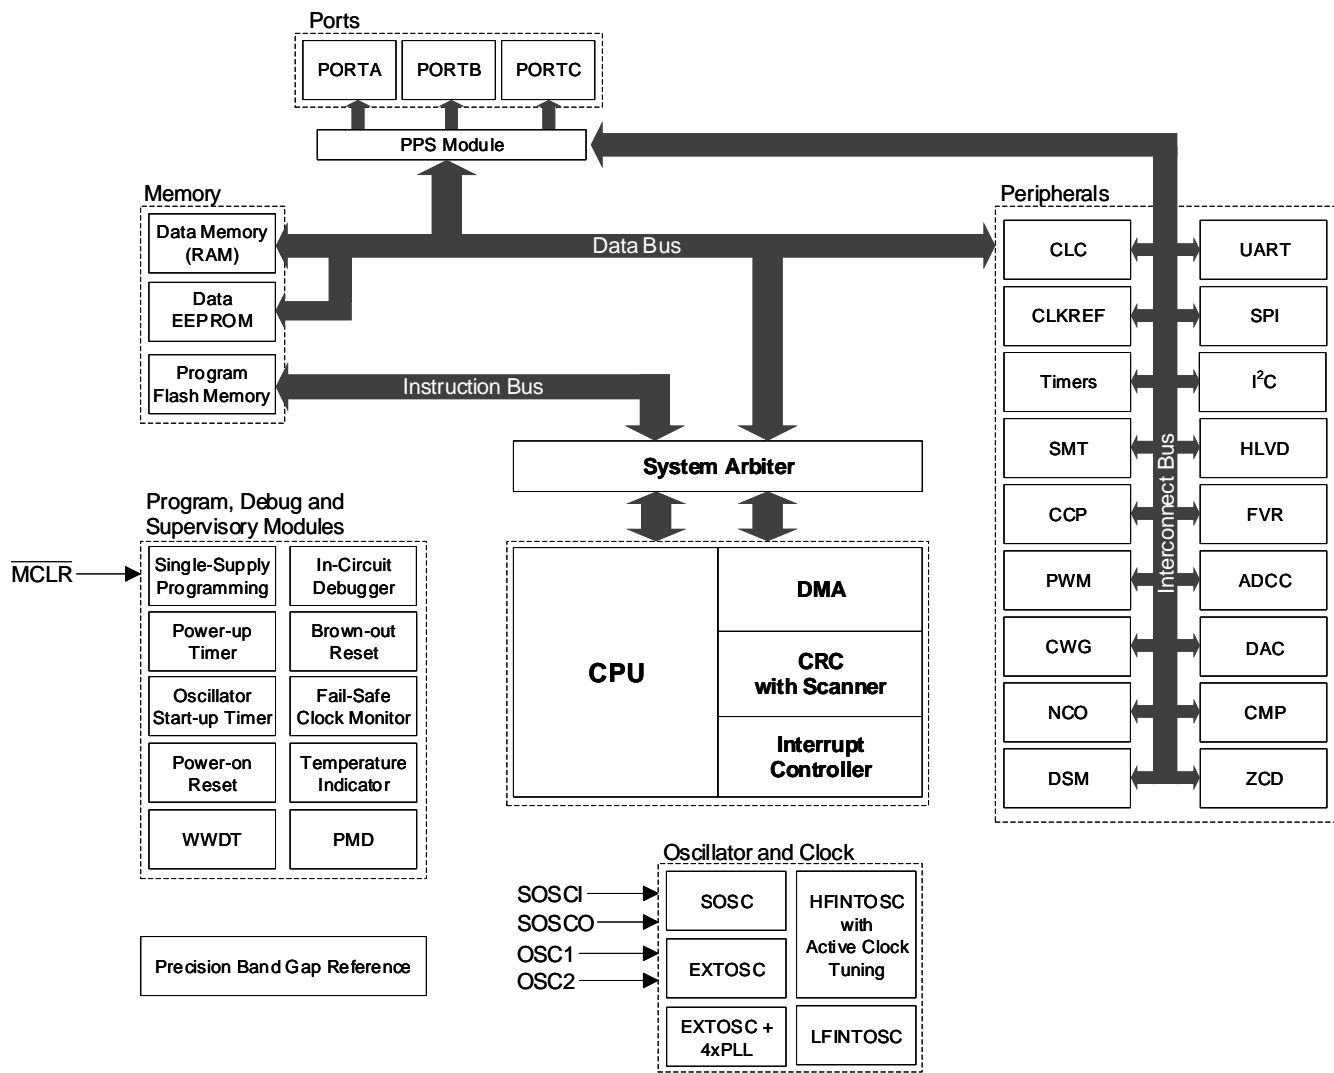 Ports
PORTA
PORTB
PORTC
PPS Module
Memory
Data Memory
(RAM)
Data
EEPROM
Program
Flash Memory
Data Bus
Instruction Bus
System Arbiter
CPU
DMA
CRC
with Scanner
Interrupt
Controller
Peripherals
CLC
UART
CLKREF
SPI
Timers
I²C
SMT
HLVD
CCP
FVR
PWM
ADCC
CWG
DAC
NCO
CMP
DSM
ZCD
Interconnect Bus
Program, Debug and
Supervisory Modules
MCLR
Single-Supply
Programming
In-Circuit
Debugger
Power-up
Timer
Brown-out
Reset
Oscillator
Start-up Timer
Fail-Safe
Clock Monitor
Power-on
Reset
Temperature
Indicator
WWDT
PMD
Precision Band Gap Reference
Oscillator and Clock
SOSCI
SOSCO
OSC1
OSC2
SOSC
EXTOSC
EXTOSC +
4xPLL
HFINTOSC
with
Active Clock
Tuning
LFINTOSC